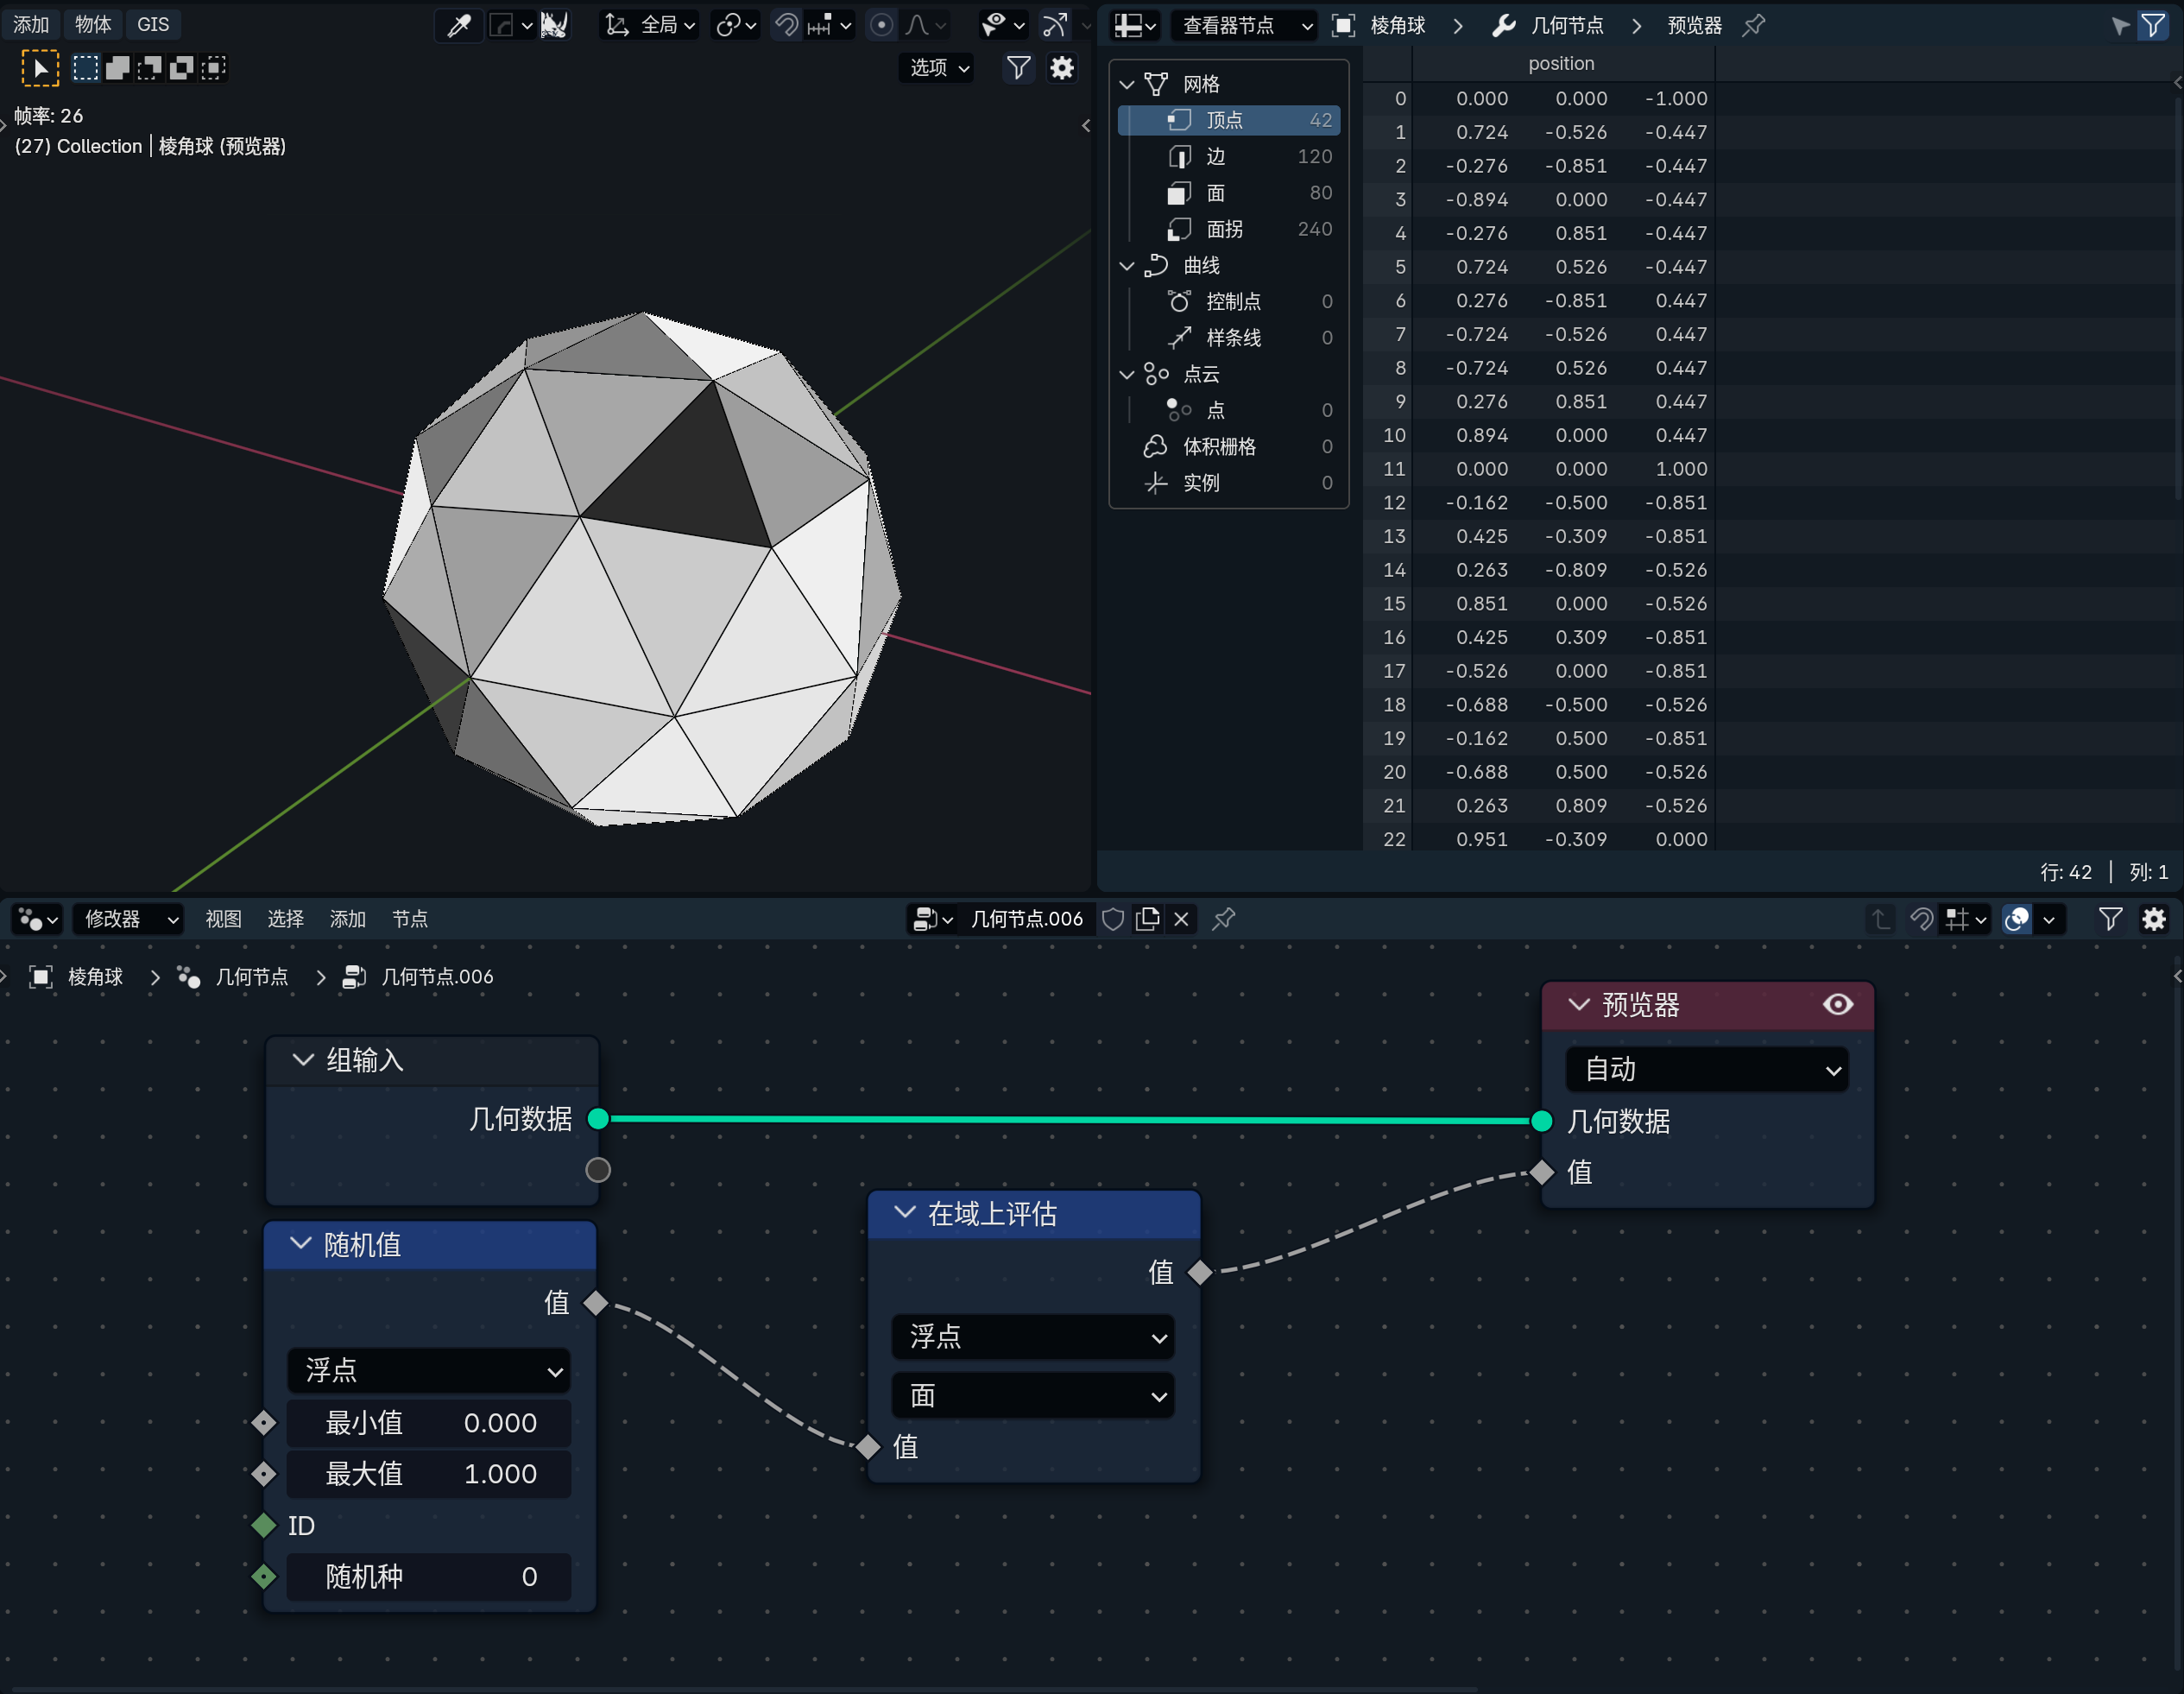 添加 物体 GIS 全局
选项
帧率: 26
(27) Collection | 棱角球 (预览器)
查看器节点 棱角球 几何节点 预览器
网格
顶点 42
边 120
面 80
面拐 240
曲线
控制点 0
样条线 0
点云
点 0
体积栅格 0
实例 0
position
0 0.000 0.000 -1.000
1 0.724 -0.526 -0.447
2 -0.276 -0.851 -0.447
3 -0.894 0.000 -0.447
4 -0.276 0.851 -0.447
5 0.724 0.526 -0.447
6 0.276 -0.851 0.447
7 -0.724 -0.526 0.447
8 -0.724 0.526 0.447
9 0.276 0.851 0.447
10 0.894 0.000 0.447
11 0.000 0.000 1.000
12 -0.162 -0.500 -0.851
13 0.425 -0.309 -0.851
14 0.263 -0.809 -0.526
15 0.851 0.000 -0.526
16 0.425 0.309 -0.851
17 -0.526 0.000 -0.851
18 -0.688 -0.500 -0.526
19 -0.162 0.500 -0.851
20 -0.688 0.500 -0.526
21 0.263 0.809 -0.526
22 0.951 -0.309 0.000
行: 42 | 列: 1
修改器 视图 选择 添加 节点 几何节点.006
棱角球 几何节点 几何节点.006
组输入
几何数据
随机值
值
浮点
最小值 0.000
最大值 1.000
ID
随机种 0
在域上评估
值
浮点
面
值
预览器
自动
几何数据
值